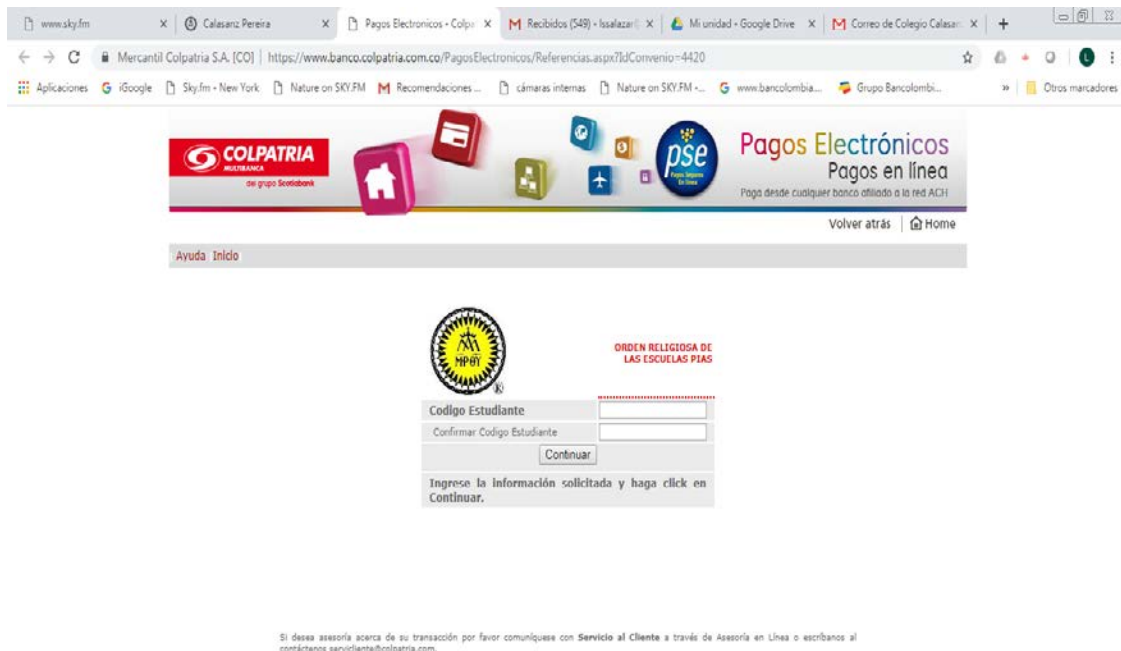 www.sky.fm
Calasanz Pereira
Pagos Electronicos - Colpa
Recibidos (549) - lssalazar
Mi unidad - Google Drive
Correo de Colegio Calasan
Mercantil Colpatria S.A. [CO] | https://www.banco.colpatria.com.co/PagosElectronicos/Referencias.aspx?IdConvenio=4420
L
Aplicaciones
iGoogle
Sky.fm - New York
Nature on SKY.FM
Recomendaciones ...
cámaras internas
Nature on SKY.FM -...
www.bancolombia....
Grupo Bancolombi...
»
Otros marcadores
COLPATRIA
MULTIBANCA
del grupo Scotiabank
pse
Pagos Seguros
En línea
Pagos Electrónicos
Pagos en línea
Paga desde cualquier banco afiliado a la red ACH
Volver atrás | Home
Ayuda Inicio
ORDEN RELIGIOSA DE
LAS ESCUELAS PIAS
Codigo Estudiante
Confirmar Codigo Estudiante
Continuar
Ingrese la información solicitada y haga click en
Continuar.
Si desea asesoría acerca de su transacción por favor comuníquese con Servicio al Cliente a través de Asesoría en Línea o escríbanos al
contáctenos servicliente@colpatria.com.